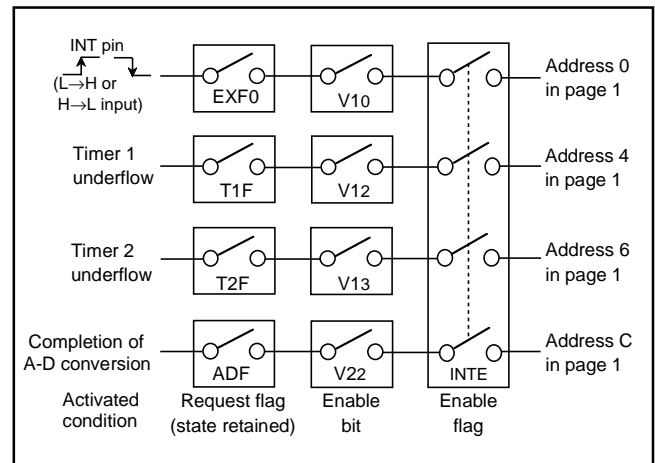 INT pin
(L→H or
H→L input)
EXF0
V10
Address 0
in page 1
Timer 1
underflow
T1F
V12
Address 4
in page 1
Timer 2
underflow
T2F
V13
Address 6
in page 1
Completion of
A-D conversion
ADF
V22
INTE
Address C
in page 1
Activated
condition
Request flag
(state retained)
Enable
bit
Enable
flag